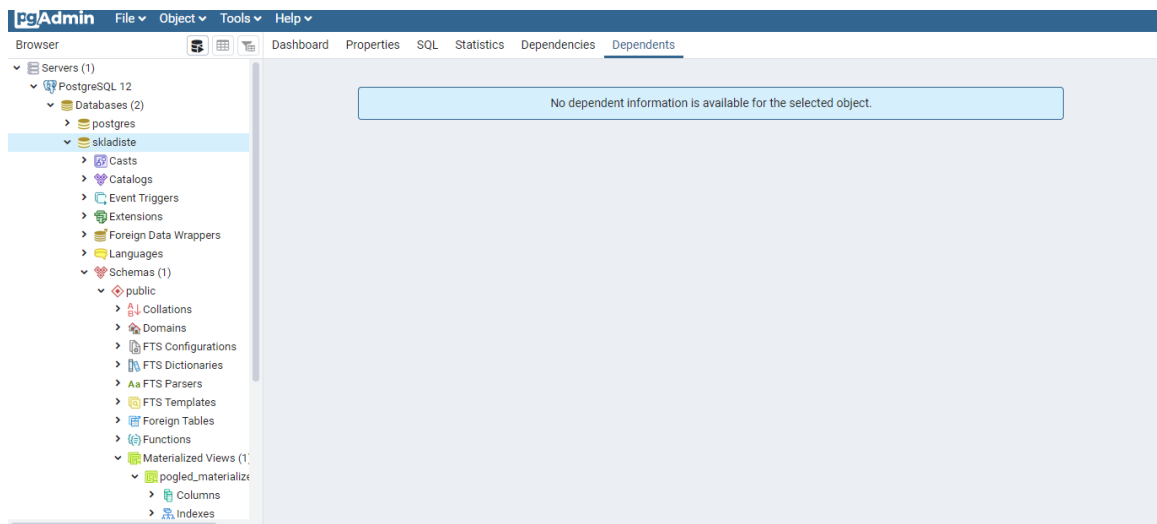 pgAdmin File Object Tools Help
Browser Dashboard Properties SQL Statistics Dependencies Dependents
Servers (1)
No dependent information is available for the selected object.
PostgreSQL 12
Databases (2)
postgres
skladiste
Casts
Catalogs
Event Triggers
Extensions
Foreign Data Wrappers
Languages
Schemas (1)
public
Collations
Domains
FTS Configurations
FTS Dictionaries
Aa FTS Parsers
FTS Templates
Foreign Tables
Functions
Materialized Views (1)
pogled_materialize
Columns
Indexes